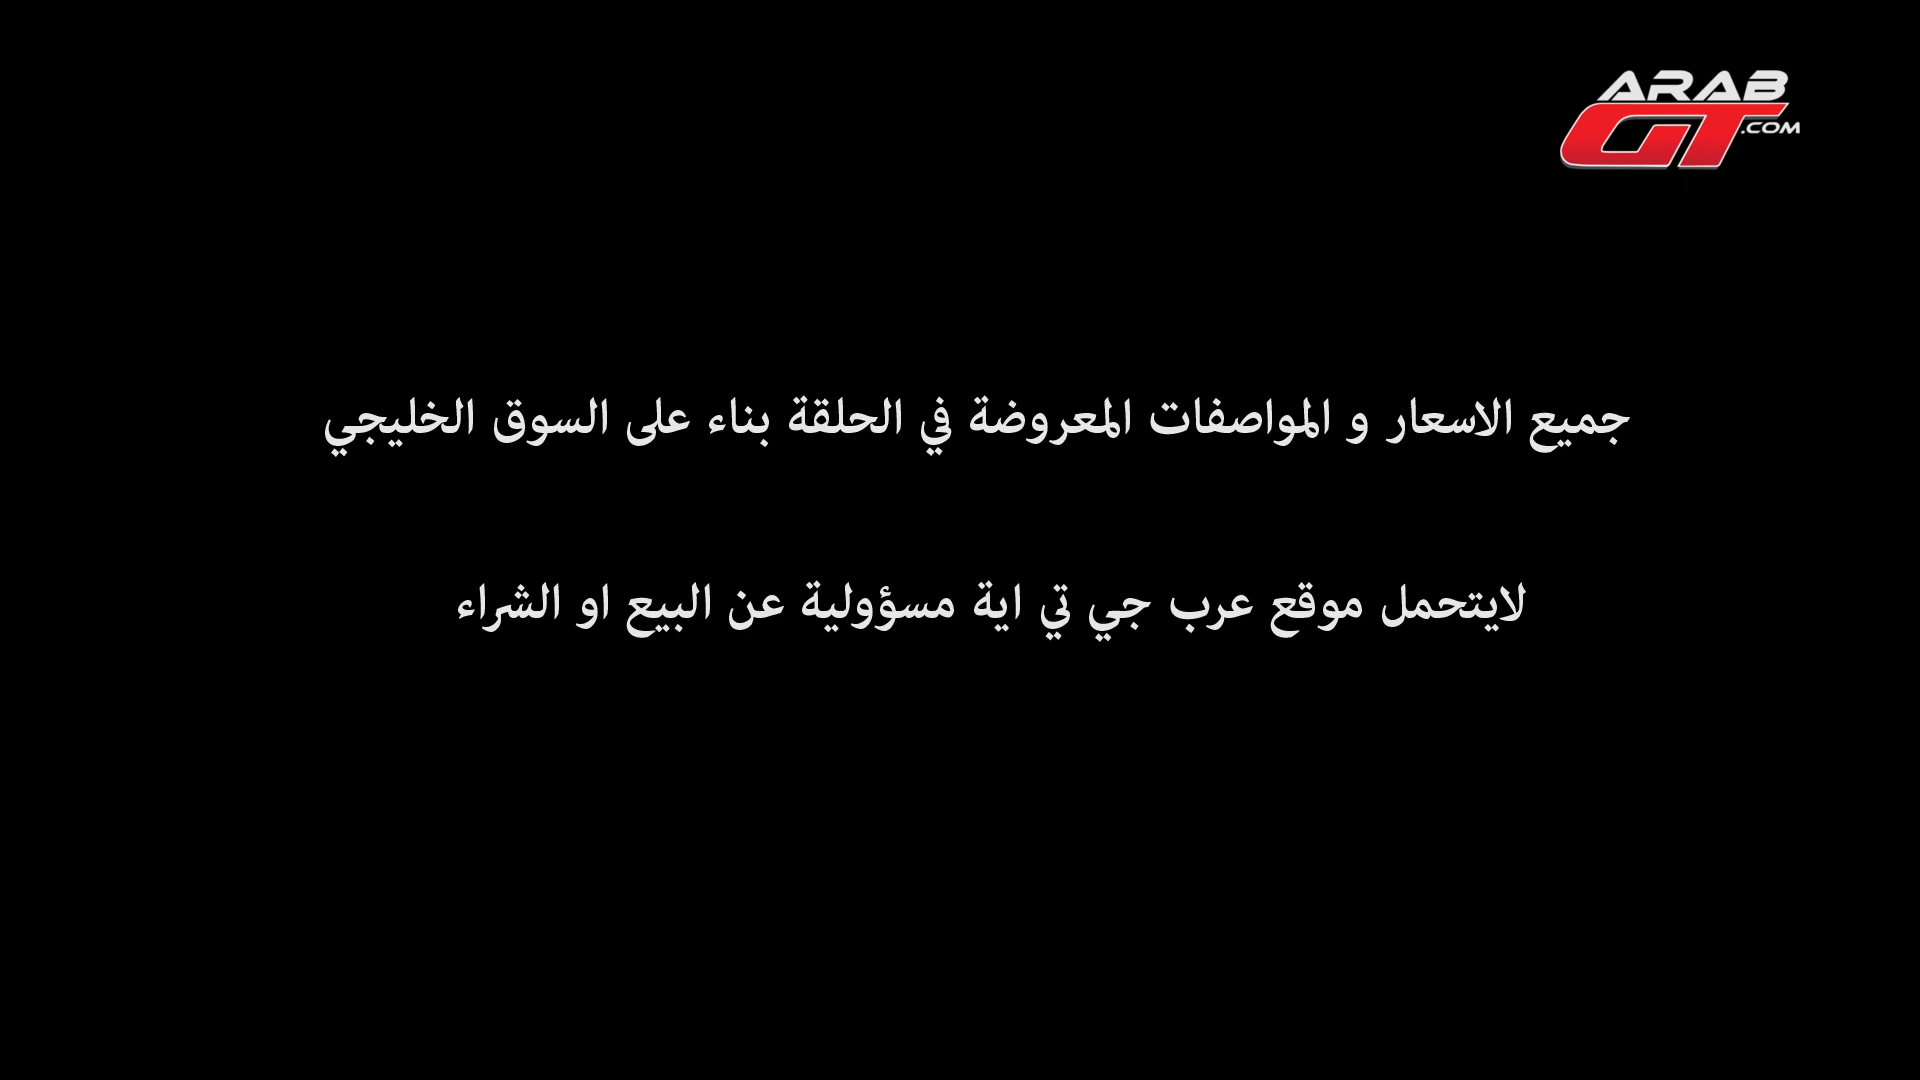 ARAB
GT.COM
جميع الاسعار و المواصفات المعروضة في الحلقة بناء على السوق الخليجي
لايتحمل موقع عرب جي تي اية مسؤولية عن البيع او الشراء